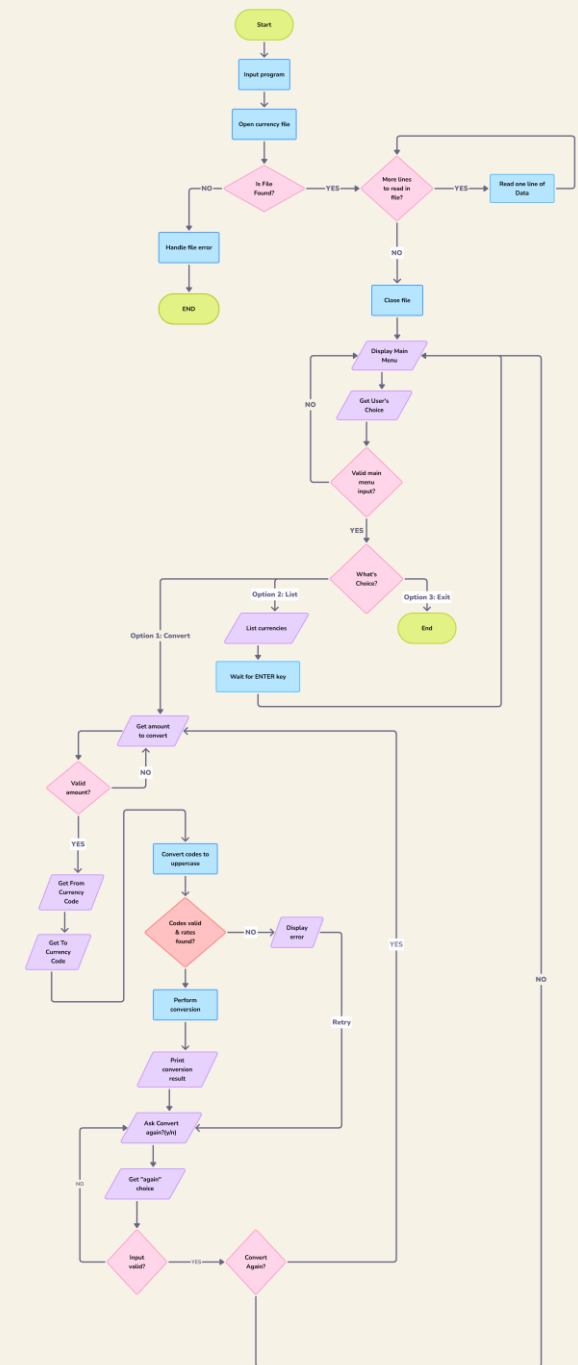 Start
Input program
Open currency file
Is File
Found?
NO
YES
More lines
to read in
file?
YES
Read one line of
Data
Handle file error
NO
END
Close file
Display Main
Menu
NO
Get User's
Choice
Valid main
menu
input?
YES
What's
Choice?
Option 2: List
Option 3: Exit
List currencies
End
Option 1: Convert
Wait for ENTER key
Get amount
to convert
NO
Valid
amount?
YES
Convert codes to
uppercase
Get From
Currency
Code
Codes valid
& rates
found?
NO
Display
error
Get To
Currency
Code
YES
NO
Perform
conversion
Retry
Print
conversion
result
Ask Convert
again?(y/n)
NO
Get "again"
choice
Input
valid?
YES
Convert
Again?